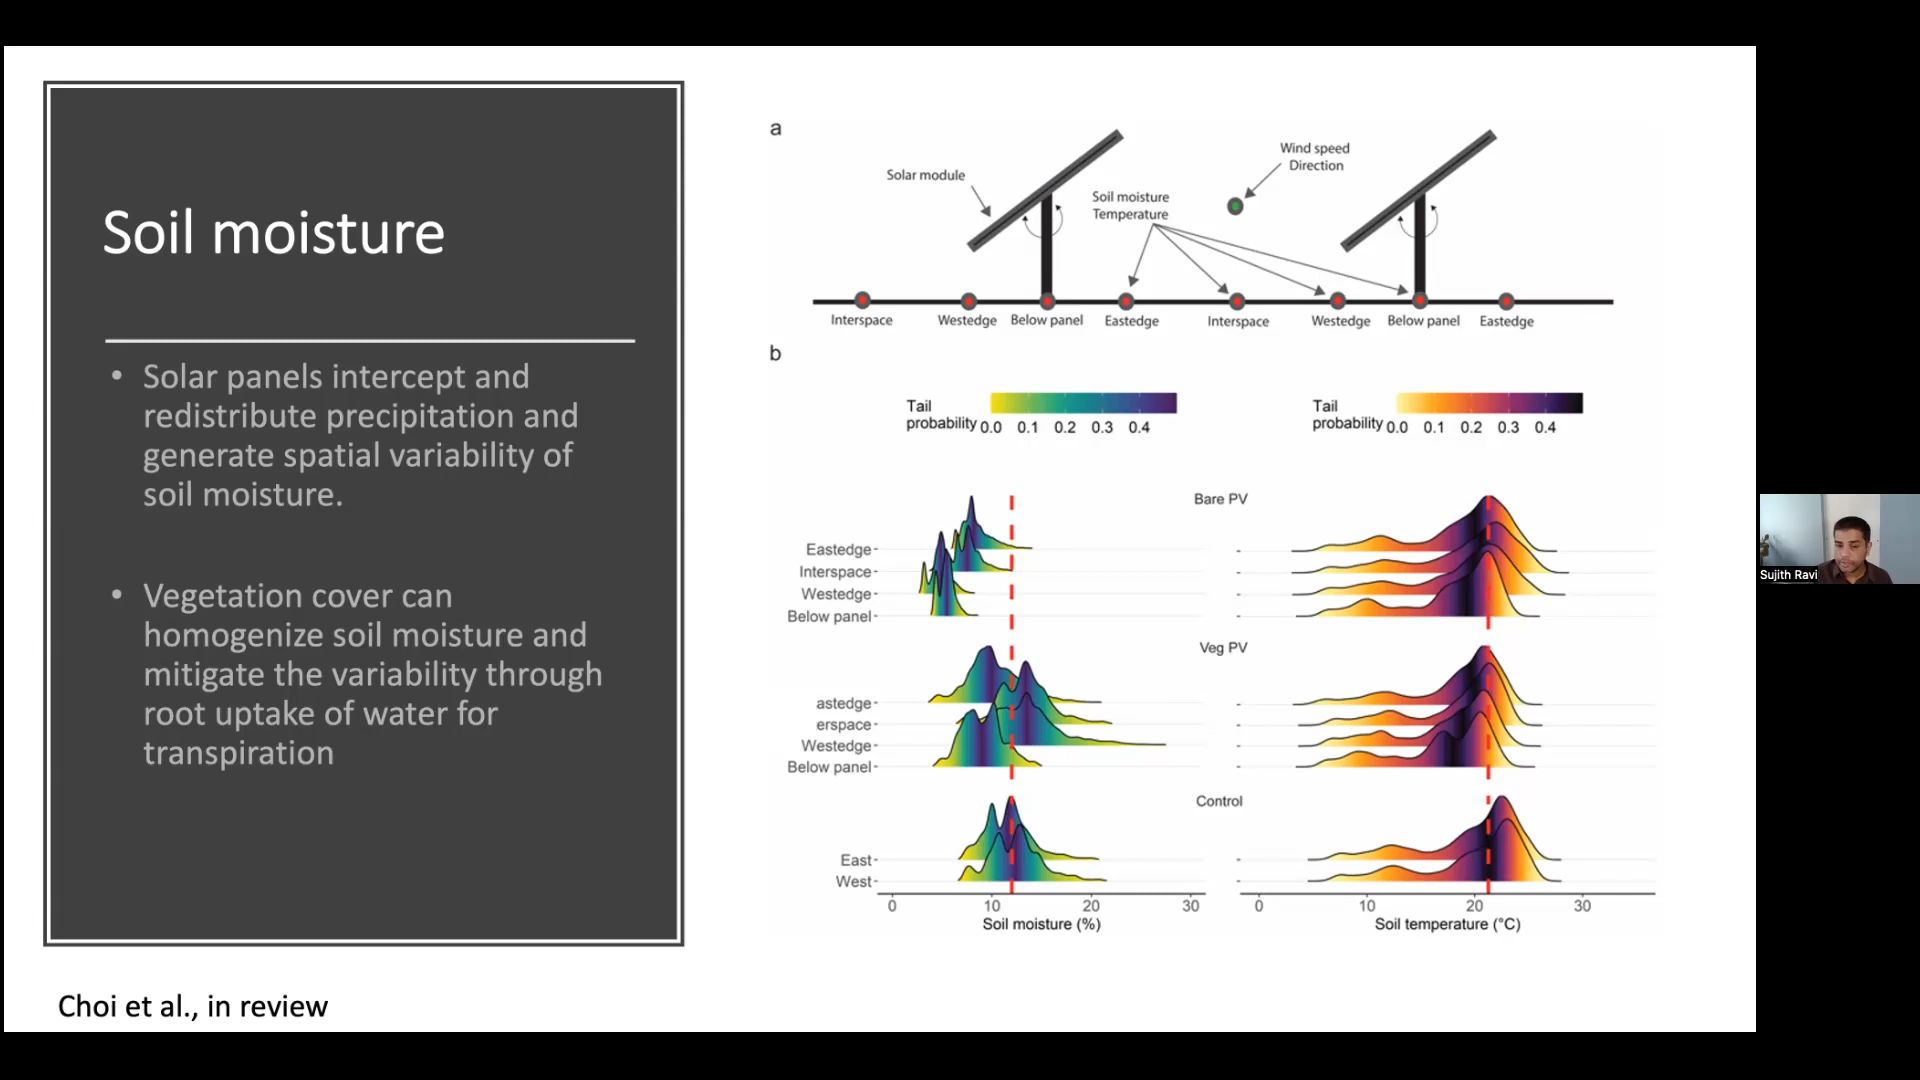 Soil moisture
• Solar panels intercept and
redistribute precipitation and
generate spatial variability of
soil moisture.
• Vegetation cover can
homogenize soil moisture and
mitigate the variability through
root uptake of water for
transpiration
Choi et al., in review
a
Solar module
Soil moisture
Temperature
Wind speed
Direction
Interspace Westedge Below panel Eastedge Interspace Westedge Below panel Eastedge
b
Tail
probability 0.0 0.1 0.2 0.3 0.4
Tail
probability 0.0 0.1 0.2 0.3 0.4
Bare PV
Eastedge
Interspace
Westedge
Below panel
Veg PV
astedge
erspace
Westedge
Below panel
Control
East
West
0 10 20 30
Soil moisture (%)
0 10 20 30
Soil temperature (°C)
Sujith Ravi